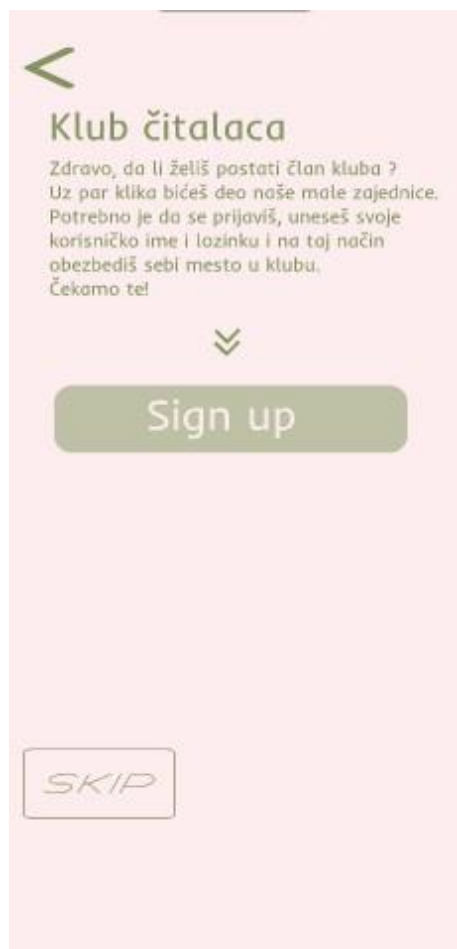 Klub čitalaca
Zdravo, da li želiš postati član kluba ?
Uz par klika bićeš deo naše male zajednice.
Potrebno je da se prijaviš, uneseš svoje
korisničko ime i lozinku i na taj način
obezbediš sebi mesto u klubu.
Čekamo te!
Sign up
SKIP